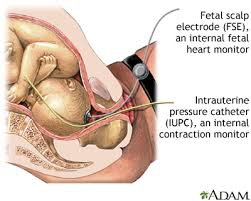 Fetal scalp
electrode (FSE),
an internal fetal
heart monitor
Intrauterine
pressure catheter
(IUPC), an internal
contraction monitor
ADAM.